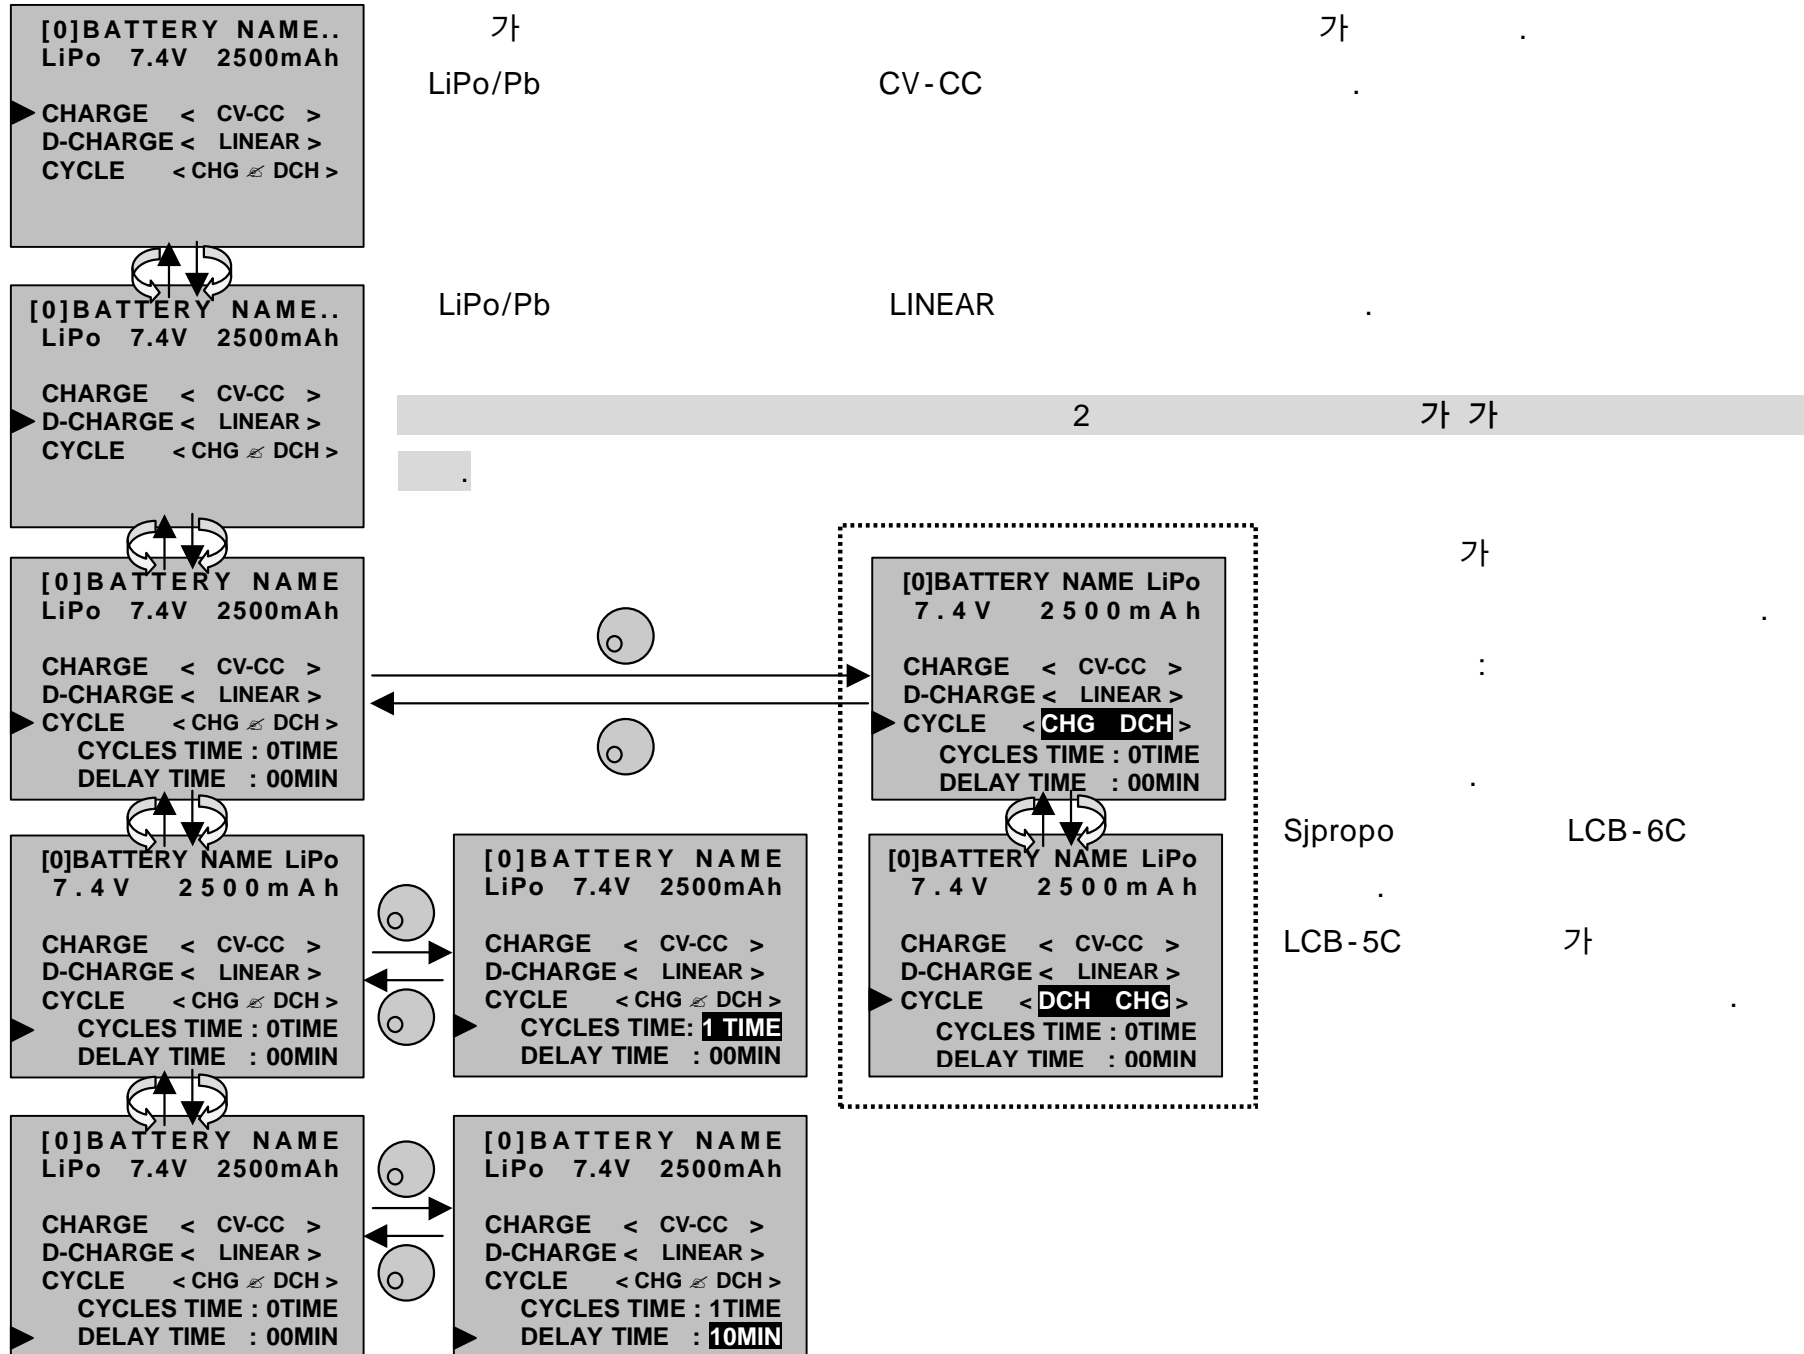 [0]BATTERY NAME..
LiPo 7.4V 2500mAh
CHARGE < CV-CC >
D-CHARGE < LINEAR >
CYCLE < CHG ✍ DCH >
가 가 .
LiPo/Pb CV-CC .
[0]BATTERY NAME..
LiPo 7.4V 2500mAh
CHARGE < CV-CC >
D-CHARGE < LINEAR >
CYCLE < CHG ✍ DCH >
LiPo/Pb LINEAR .
2 가 가
.
[0]BATTERY NAME
LiPo 7.4V 2500mAh
CHARGE < CV-CC >
D-CHARGE < LINEAR >
CYCLE < CHG ✍ DCH >
CYCLES TIME : 0TIME
DELAY TIME : 00MIN
[0]BATTERY NAME LiPo
7.4V 2500mAh
CHARGE < CV-CC >
D-CHARGE < LINEAR >
CYCLE < CHG DCH >
CYCLES TIME : 0TIME
DELAY TIME : 00MIN
가
.
:
.
Sjpropo LCB-6C
.
LCB-5C 가
.
[0]BATTERY NAME LiPo
7.4V 2500mAh
CHARGE < CV-CC >
D-CHARGE < LINEAR >
CYCLE < CHG ✍ DCH >
CYCLES TIME : 0TIME
DELAY TIME : 00MIN
[0]BATTERY NAME
LiPo 7.4V 2500mAh
CHARGE < CV-CC >
D-CHARGE < LINEAR >
CYCLE < CHG ✍ DCH >
CYCLES TIME: 1 TIME
DELAY TIME : 00MIN
[0]BATTERY NAME LiPo
7.4V 2500mAh
CHARGE < CV-CC >
D-CHARGE < LINEAR >
CYCLE < DCH CHG >
CYCLES TIME : 0TIME
DELAY TIME : 00MIN
[0]BATTERY NAME
LiPo 7.4V 2500mAh
CHARGE < CV-CC >
D-CHARGE < LINEAR >
CYCLE < CHG ✍ DCH >
CYCLES TIME : 0TIME
DELAY TIME : 00MIN
[0]BATTERY NAME
LiPo 7.4V 2500mAh
CHARGE < CV-CC >
D-CHARGE < LINEAR >
CYCLE < CHG ✍ DCH >
CYCLES TIME : 1TIME
DELAY TIME : 10MIN